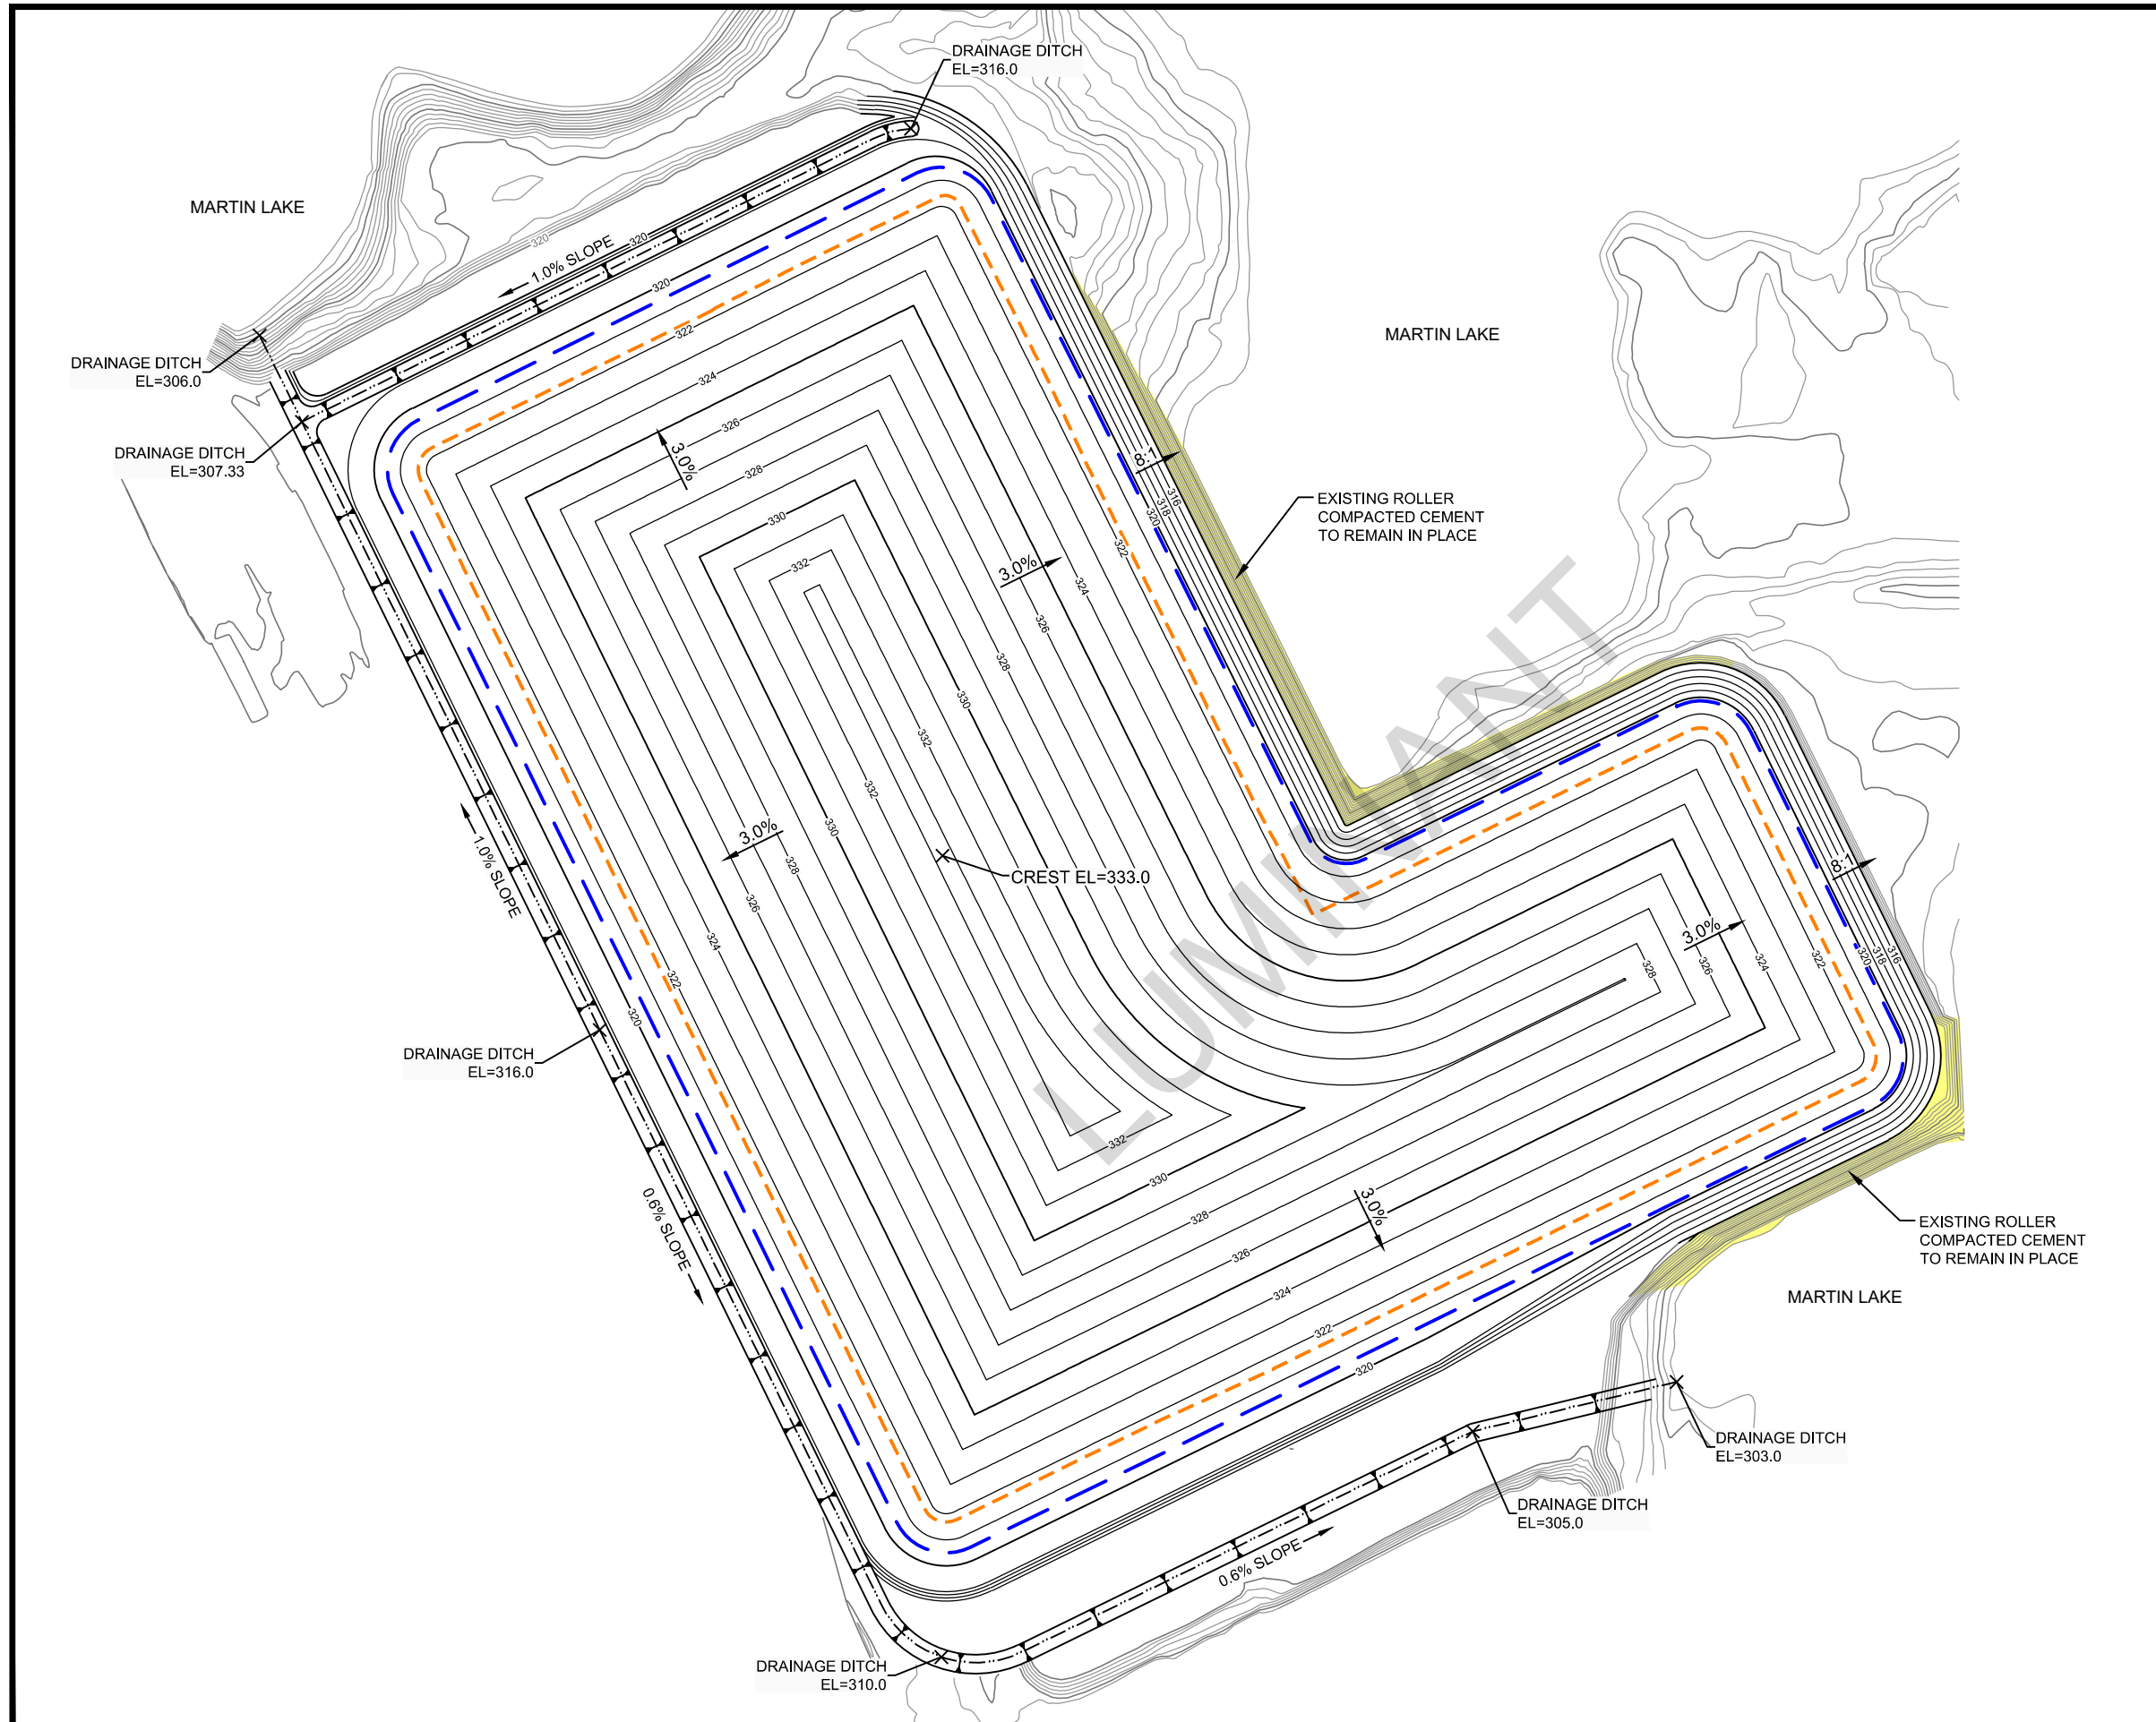 DRAINAGE DITCH
EL=316.0
MARTIN LAKE
320
320
1.0% SLOPE
320
322
324
326
328
330
332
3.0%
DRAINAGE DITCH
EL=306.0
DRAINAGE DITCH
EL=307.33
MARTIN LAKE
8:1
316
318
320
322
324
326
328
330
332
3.0%
EXISTING ROLLER
COMPACTED CEMENT
TO REMAIN IN PLACE
LUMINANT
332
330
328
326
324
322
320
3.0%
CREST EL=333.0
1.0% SLOPE
8:1
3.0%
328
326
324
322
320
318
316
DRAINAGE DITCH
EL=316.0
0.6% SLOPE
332
330
328
326
324
322
320
3.0%
EXISTING ROLLER
COMPACTED CEMENT
TO REMAIN IN PLACE
MARTIN LAKE
DRAINAGE DITCH
EL=303.0
DRAINAGE DITCH
EL=305.0
0.6% SLOPE
DRAINAGE DITCH
EL=310.0